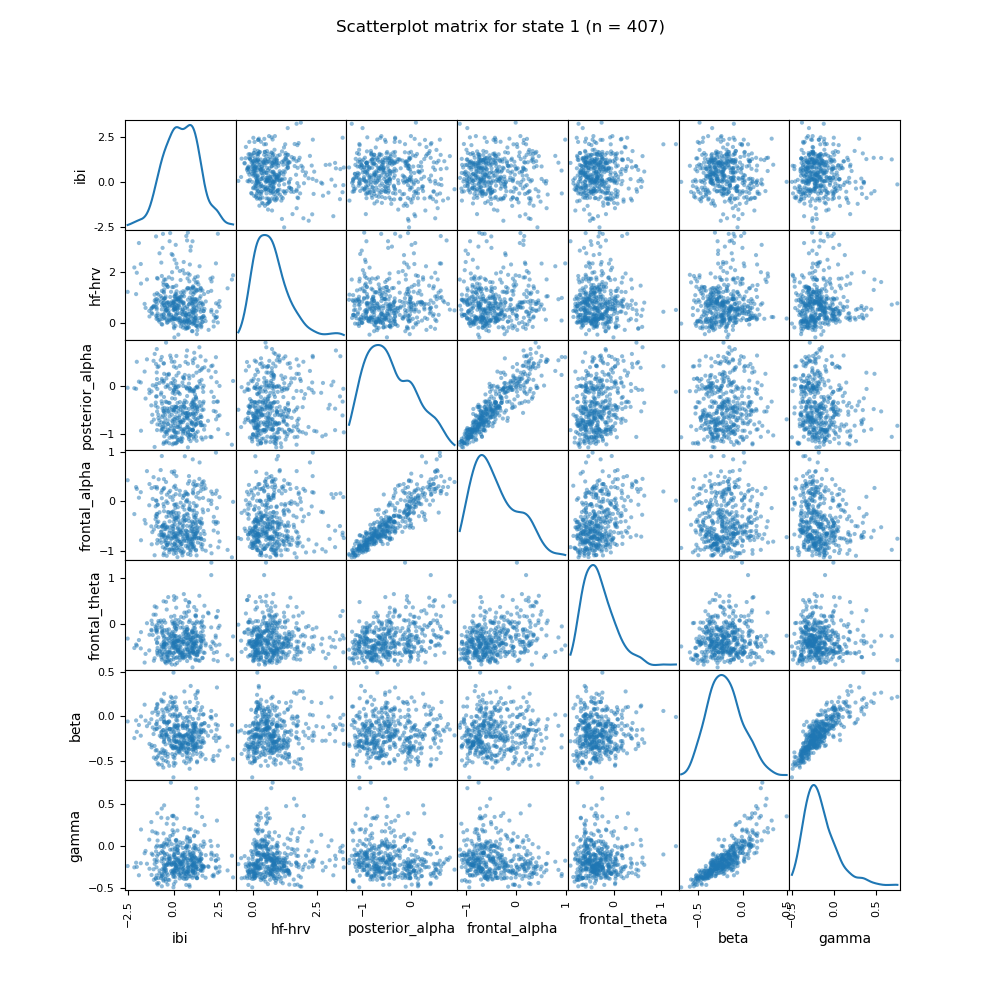 Scatterplot matrix for state 1 (n = 407)
ibi
2.5
0.0
−2.5
hf-hrv
2
0
posterior_alpha
0
−1
frontal_alpha
1
0
−1
frontal_theta
1
0
beta
0.5
0.0
−0.5
gamma
0.5
0.0
−0.5
−2.5 0.0 2.5 0.0 2.5 −1 0 −1 0 1 0 1 −0.5 0.0 0.5 −0.5 0.0 0.5
ibi hf-hrv posterior_alpha frontal_alpha frontal_theta beta gamma